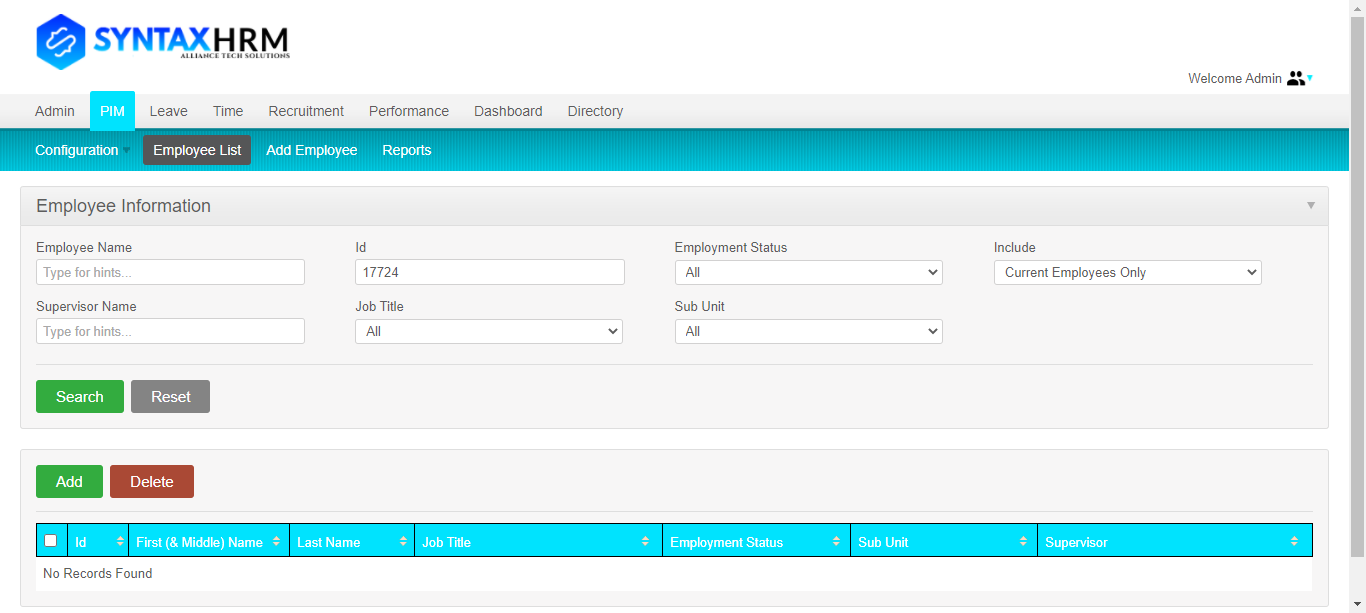 SYNTAXHRM
ALLIANCE TECH SOLUTIONS
Welcome Admin
Admin PIM Leave Time Recruitment Performance Dashboard Directory
Configuration Employee List Add Employee Reports
Employee Information
Employee Name Id Employment Status Include
Type for hints... 17724 All Current Employees Only
Supervisor Name Job Title Sub Unit
Type for hints... All All
Search Reset
Add Delete
Id First (& Middle) Name Last Name Job Title Employment Status Sub Unit Supervisor
No Records Found